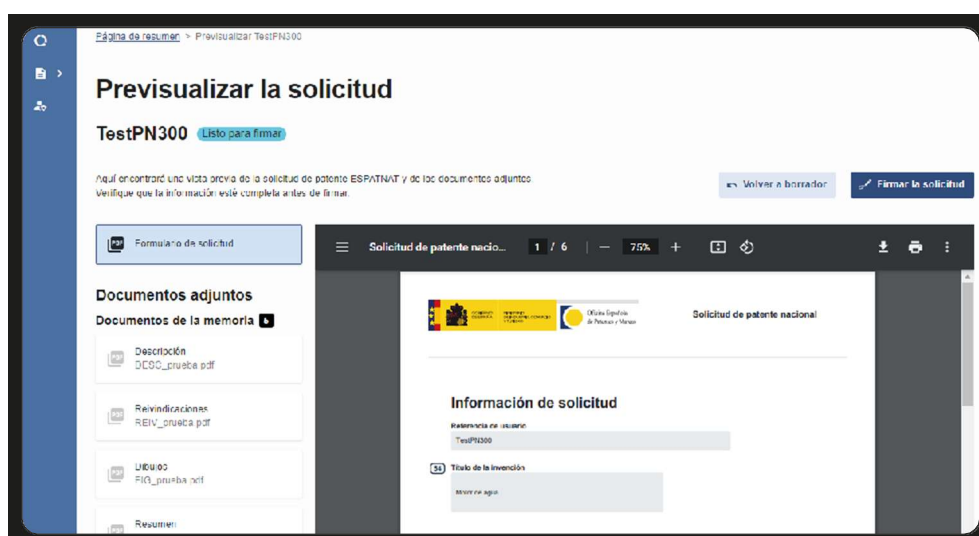 Página de resumen > Previsualizar TestPN300
Previsualizar la solicitud
TestPN300 Listo para firmar
Aquí encontrará una vista previa de la solicitud de patente ESPATNAT y de los documentos adjuntos.
Verifique que la información esté completa antes de firmar.
Volver a borrador
Firmar la solicitud
Formulario de solicitud
Solicitud de patente nacio... 1 / 6 | — 75% +
Documentos adjuntos
Documentos de la memoria
Descripción
DESC_prueba.pdf
Reivindicaciones
REIV_prueba.pdf
Dibujos
FIG_prueba.pdf
Resumen
Oficina Española
de Patentes y Marcas
Solicitud de patente nacional
Información de solicitud
Referencia de usuario
TestPN300
54 Título de la invención
Motor de agua